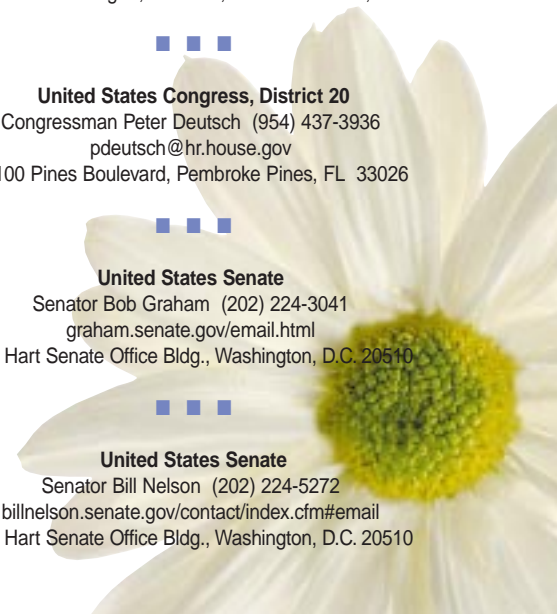 United States Congress, District 20
Congressman Peter Deutsch (954) 437-3936
pdeutsch@hr.house.gov
100 Pines Boulevard, Pembroke Pines, FL 33026
United States Senate
Senator Bob Graham (202) 224-3041
graham.senate.gov/email.html
Hart Senate Office Bldg., Washington, D.C. 20510
United States Senate
Senator Bill Nelson (202) 224-5272
billnelson.senate.gov/contact/index.cfm#email
Hart Senate Office Bldg., Washington, D.C. 20510